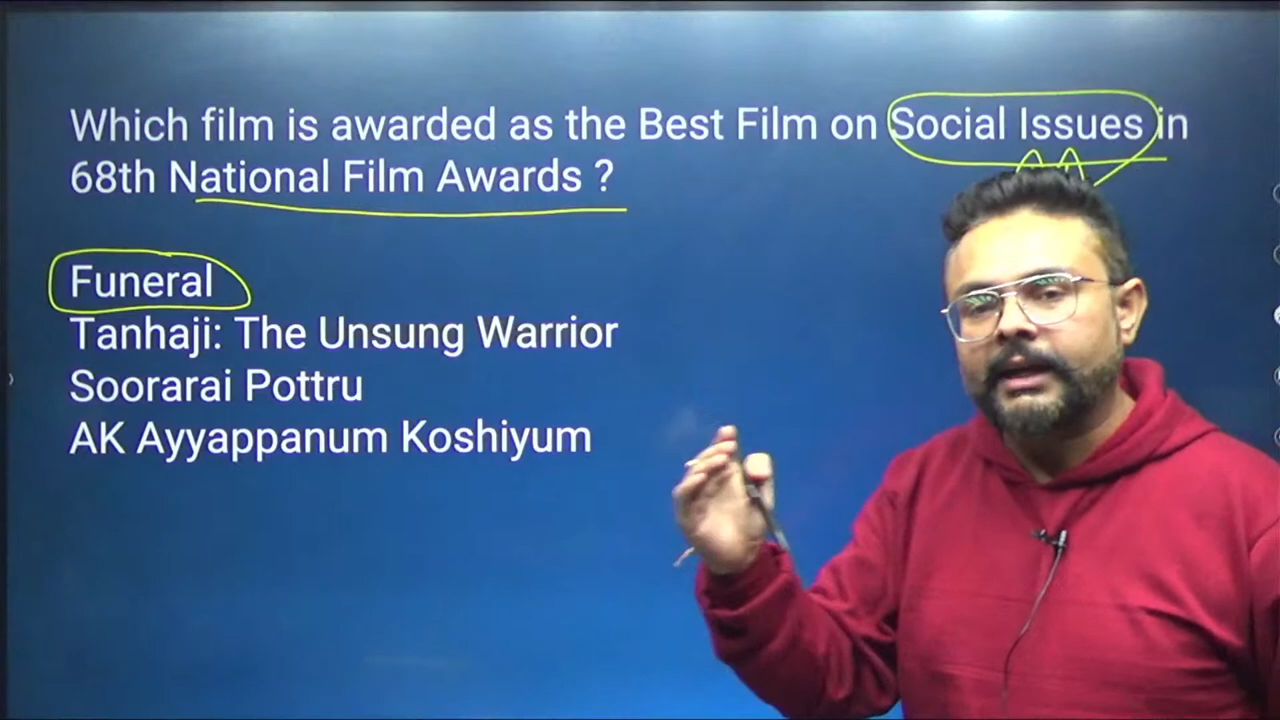 Which film is awarded as the Best Film on Social Issues in
68th National Film Awards ?
Funeral
Tanhaji: The Unsung Warrior
Soorarai Pottru
AK Ayyappanum Koshiyum